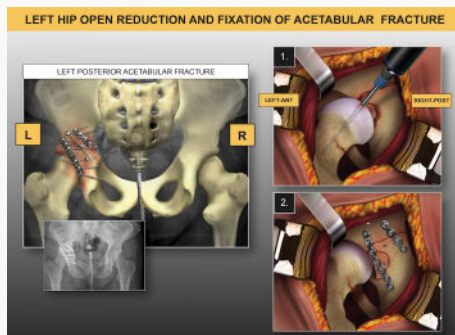 LEFT HIP OPEN REDUCTION AND FIXATION OF ACETABULAR FRACTURE
LEFT POSTERIOR ACETABULAR FRACTURE
L
R
1.
LEFT-ANT
RIGHT-POST
2.